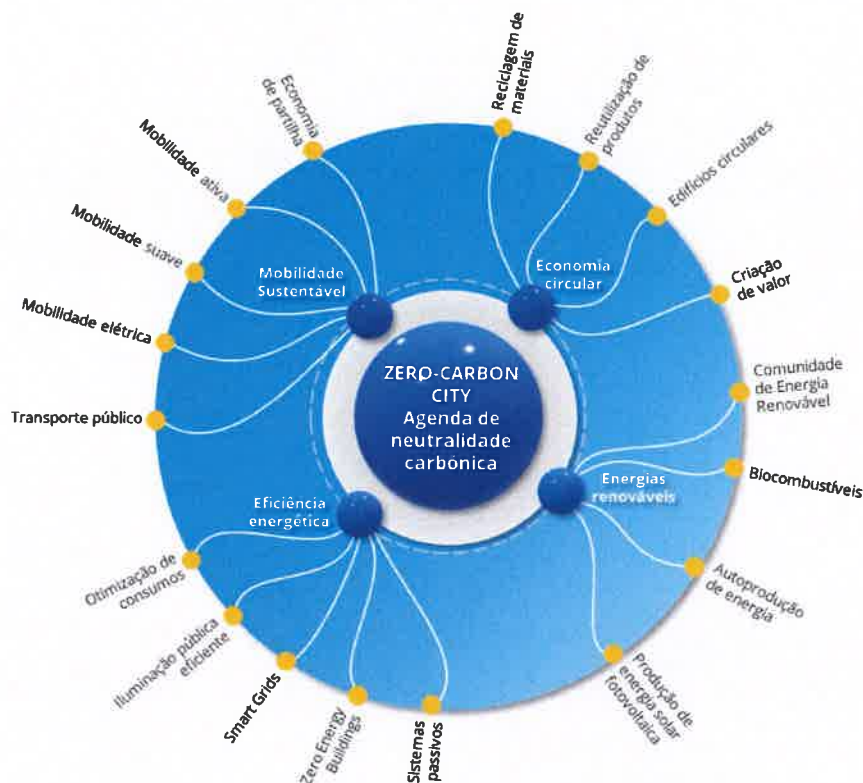 Reciclagem de
materiais
Economia
de partilha
Reutilização de
produtos
Mobilidade ativa
Edifícios circulares
Mobilidade suave
Mobilidade
Sustentável
Economia
circular
Criação
de valor
Mobilidade elétrica
ZERO-CARBON
CITY
Agenda de
neutralidade
carbónica
Comunidade
de Energia
Renovável
Transporte público
Eficiência
energética
Energias
renováveis
Biocombustíveis
Otimização de
consumos
Autoprodução
de energia
Iluminação pública
eficiente
Smart Grids
Zero Energy
Buildings
Sistemas
passivos
Produção de
energia solar
fotovoltaica